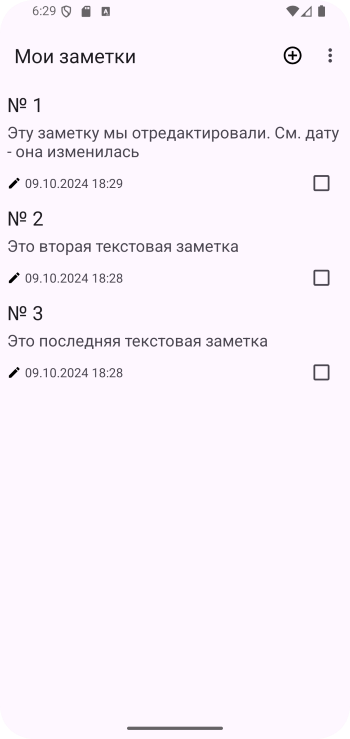 6:29
Мои заметки
№ 1
Эту заметку мы отредактировали. См. дату
- она изменилась
09.10.2024 18:29
№ 2
Это вторая текстовая заметка
09.10.2024 18:28
№ 3
Это последняя текстовая заметка
09.10.2024 18:28